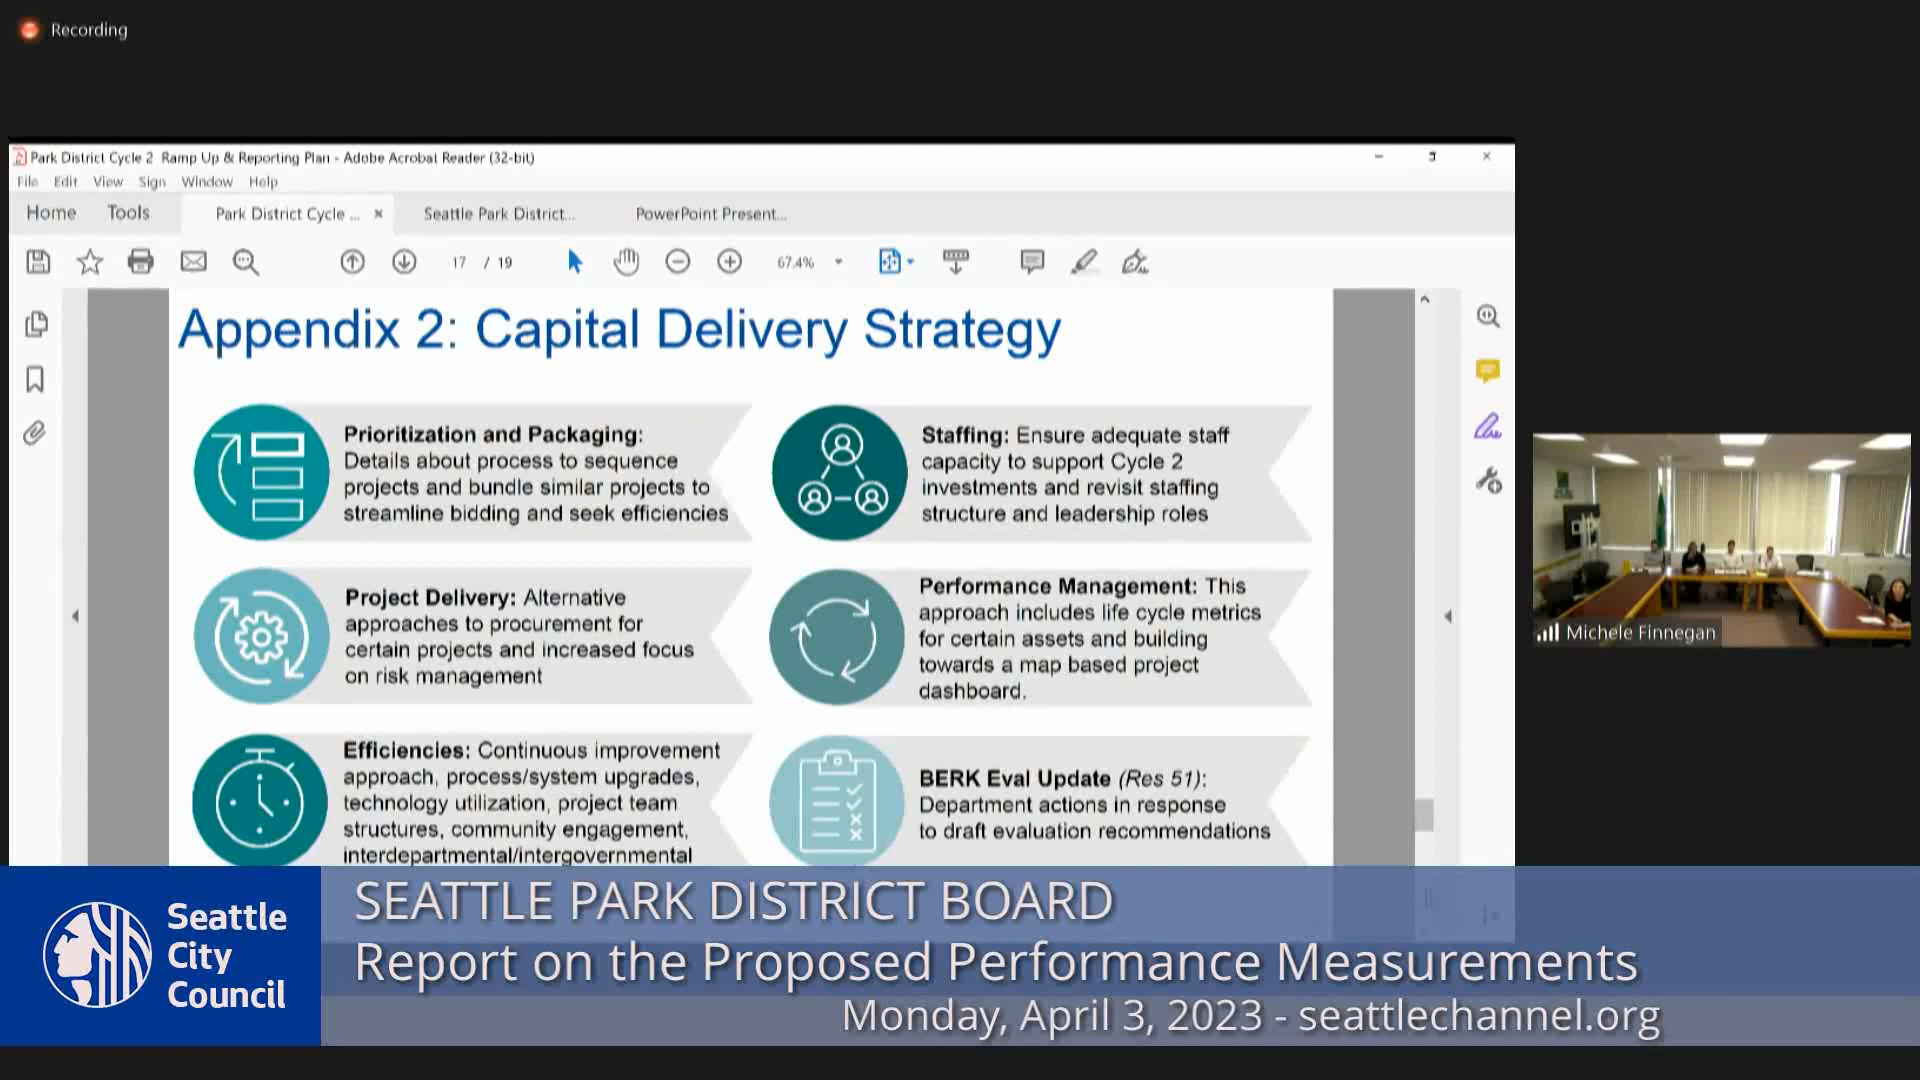 Recording
Park District Cycle 2 Ramp Up & Reporting Plan - Adobe Acrobat Reader (32-bit)
File Edit View Sign Window Help
Home Tools Park District Cycle ... × Seattle Park District... PowerPoint Present...
17 / 19 67.4%
Appendix 2: Capital Delivery Strategy
Prioritization and Packaging:
Details about process to sequence
projects and bundle similar projects to
streamline bidding and seek efficiencies
Staffing: Ensure adequate staff
capacity to support Cycle 2
investments and revisit staffing
structure and leadership roles
Project Delivery: Alternative
approaches to procurement for
certain projects and increased focus
on risk management
Performance Management: This
approach includes life cycle metrics
for certain assets and building
towards a map based project
dashboard.
Efficiencies: Continuous improvement
approach, process/system upgrades,
technology utilization, project team
structures, community engagement,
interdepartmental/intergovernmental
BERK Eval Update (Res 51):
Department actions in response
to draft evaluation recommendations
Michele Finnegan
Seattle
City
Council
SEATTLE PARK DISTRICT BOARD
Report on the Proposed Performance Measurements
Monday, April 3, 2023 - seattlechannel.org